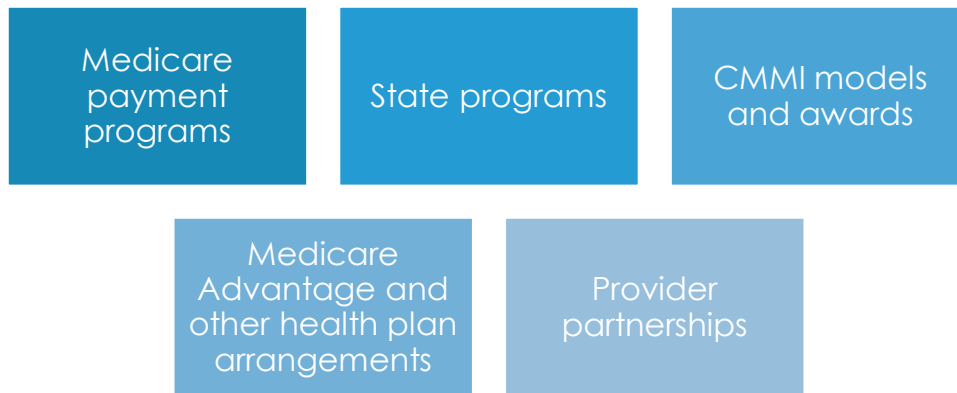 Medicare
payment
programs
State programs
CMMI models
and awards
Medicare
Advantage and
other health plan
arrangements
Provider
partnerships